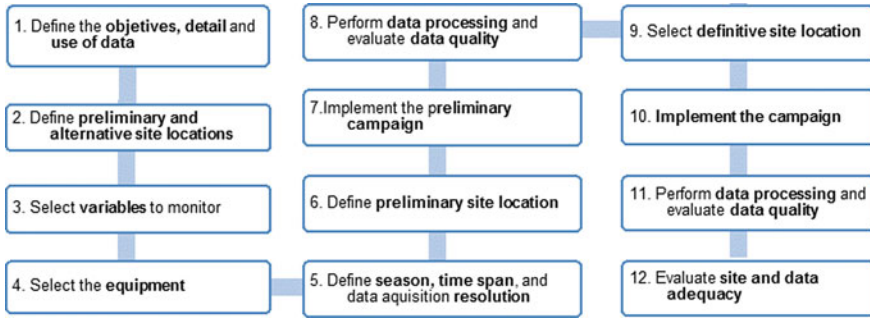 1. Define the objetives, detail and
use of data
2. Define preliminary and
alternative site locations
3. Select variables to monitor
4. Select the equipment
5. Define season, time span, and
data aquisition resolution
6. Define preliminary site location
7.Implement the preliminary
campaign
8. Perform data processing and
evaluate data quality
9. Select definitive site location
10. Implement the campaign
11. Perform data processing and
evaluate data quality
12. Evaluate site and data
adequacy